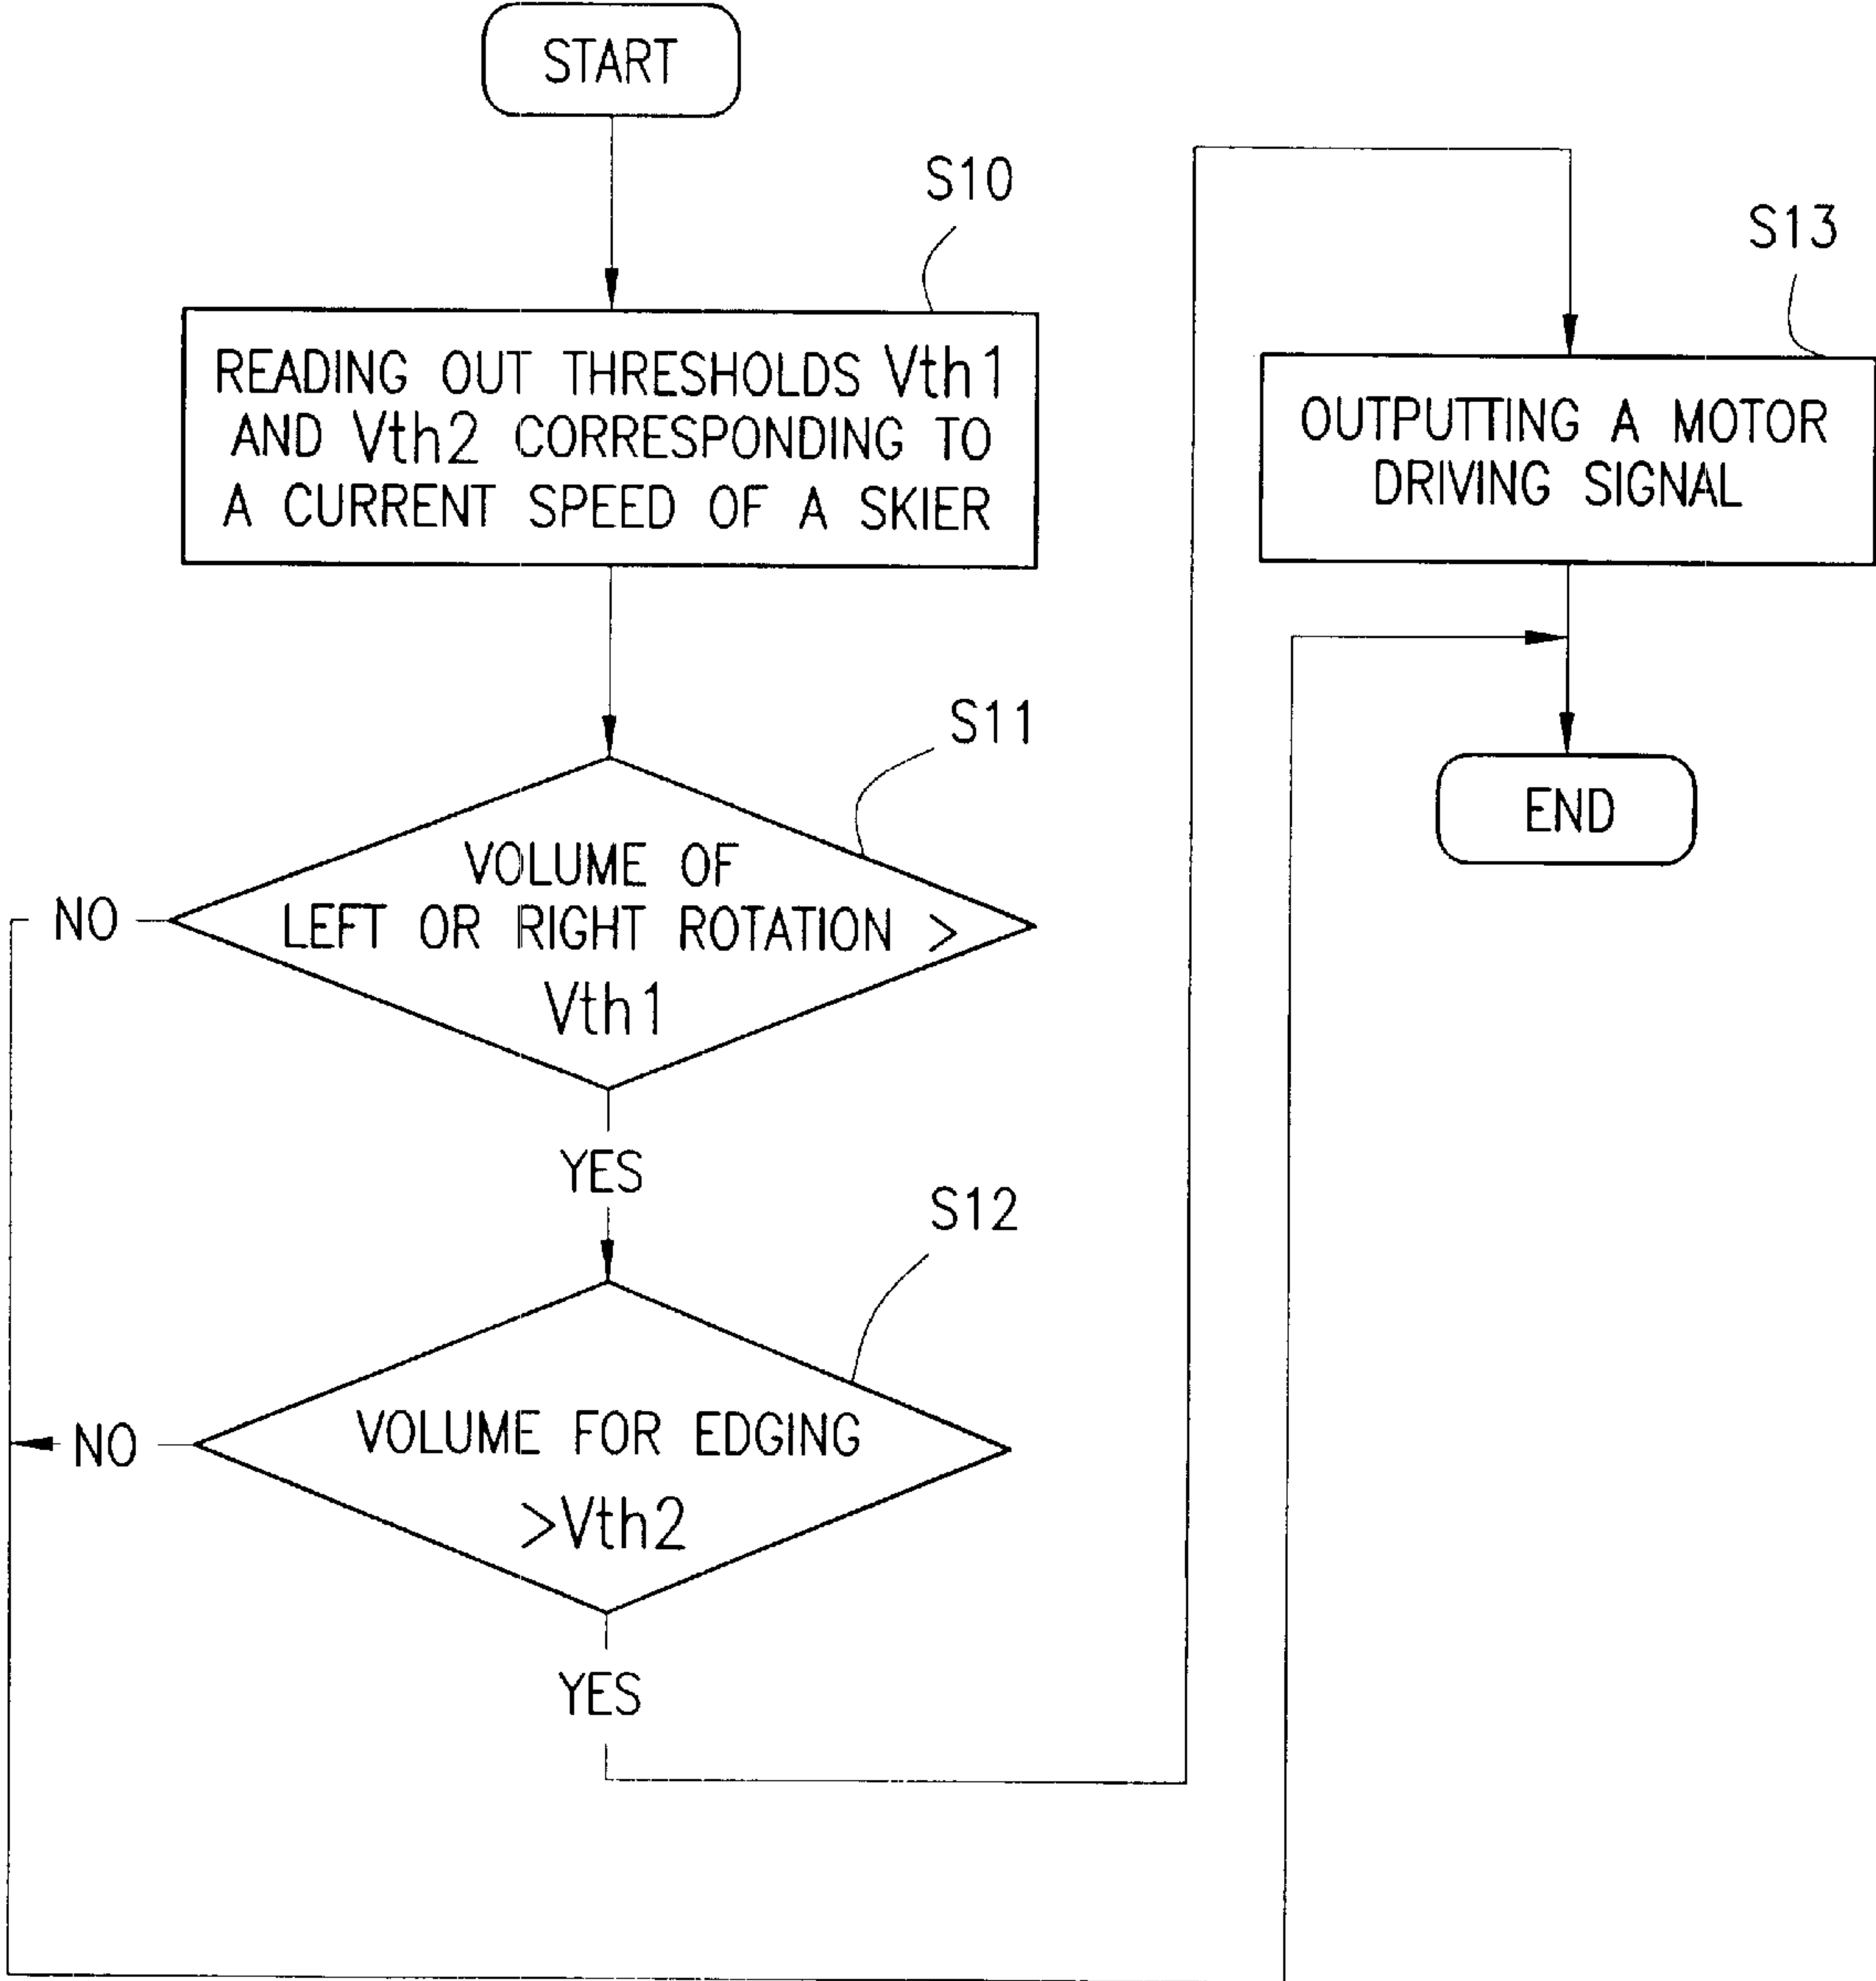 START
S10
READING OUT THRESHOLDS Vth1
AND Vth2 CORRESPONDING TO
A CURRENT SPEED OF A SKIER
S11
VOLUME OF
LEFT OR RIGHT ROTATION >
Vth1
NO
YES
S12
VOLUME FOR EDGING
>Vth2
NO
YES
S13
OUTPUTTING A MOTOR
DRIVING SIGNAL
END